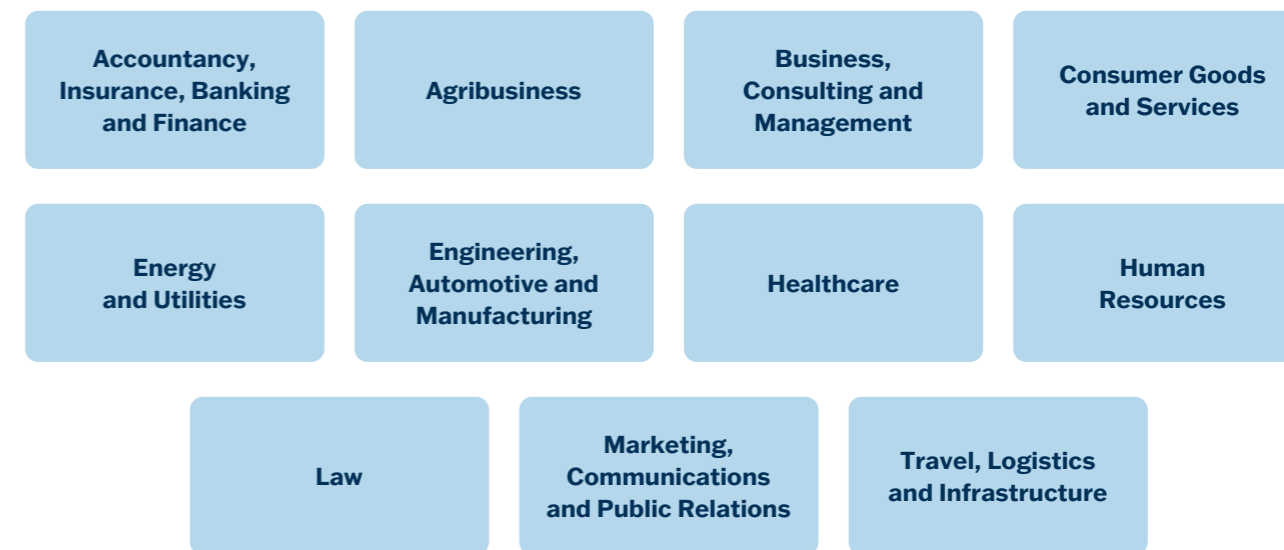 Accountancy,
Insurance, Banking
and Finance
Agribusiness
Business,
Consulting and
Management
Consumer Goods
and Services
Energy
and Utilities
Engineering,
Automotive and
Manufacturing
Healthcare
Human
Resources
Law
Marketing,
Communications
and Public Relations
Travel, Logistics
and Infrastructure